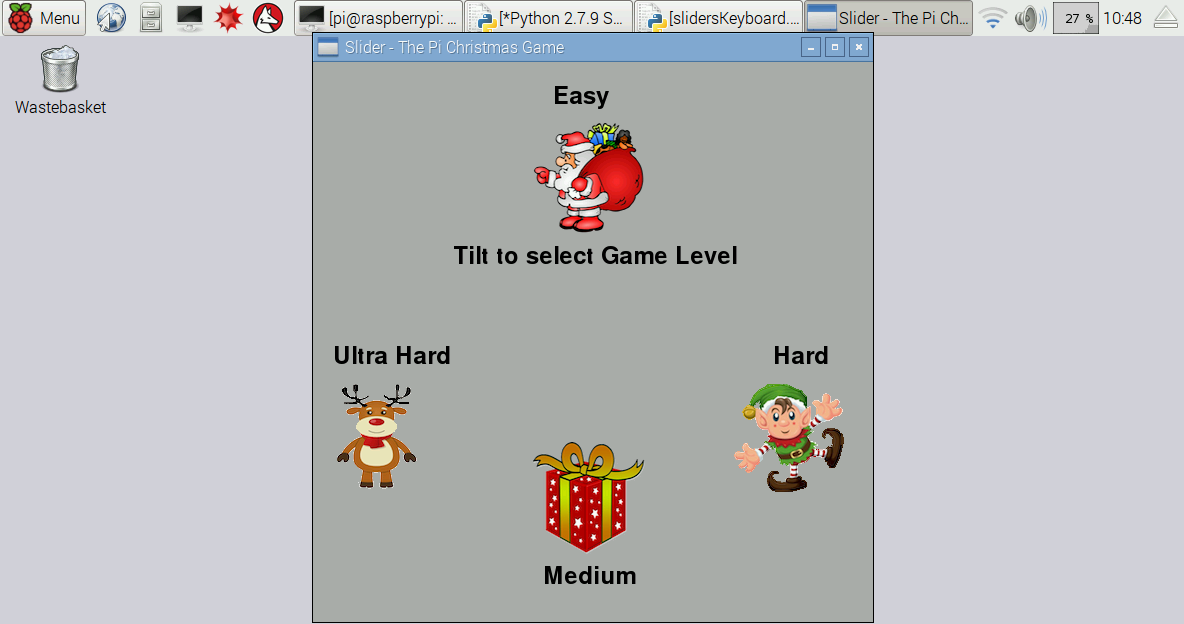 Menu
[pi@raspberrypi: ...
[*Python 2.7.9 S...
[slidersKeyboard....
Slider - The Pi Ch...
27 %
10:48
Slider - The Pi Christmas Game
Wastebasket
Easy
Tilt to select Game Level
Ultra Hard
Hard
Medium